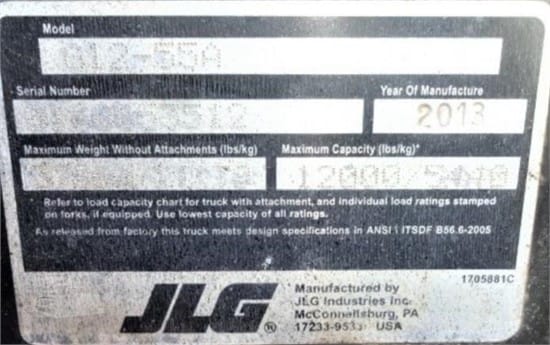 Model
G12-55A
Serial Number Year Of Manufacture
2013
Maximum Weight Without Attachments (lbs/kg) Maximum Capacity (lbs/kg)*
12000/5440
* Refer to load capacity chart for truck with attachment, and individual load ratings stamped
on forks, if equipped. Use lowest capacity of all ratings.
As released from factory this truck meets design specifications in ANSI \ ITSDF B56.6-2005
1705881C
JLG®
Manufactured by
JLG Industries Inc.
McConnellsburg, PA
17233-9533 USA